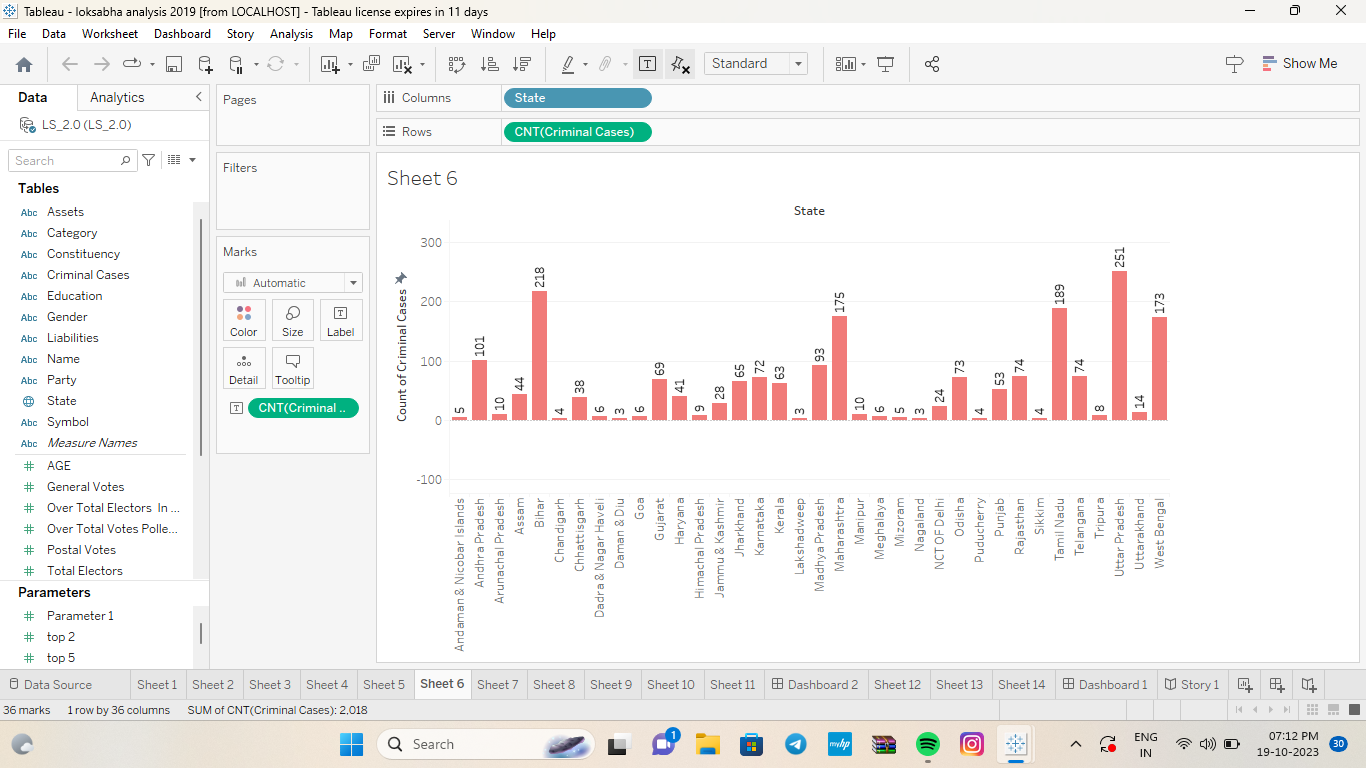 Tableau - loksabha analysis 2019 [from LOCALHOST] - Tableau license expires in 11 days
File Data Worksheet Dashboard Story Analysis Map Format Server Window Help
Standard
Show Me
Data Analytics
LS_2.0 (LS_2.0)
Search
Tables
Abc Assets
Abc Category
Abc Constituency
Abc Criminal Cases
Abc Education
Abc Gender
Abc Liabilities
Abc Name
Abc Party
State
Abc Symbol
Abc Measure Names
# AGE
# General Votes
# Over Total Electors In ...
# Over Total Votes Polle...
# Postal Votes
# Total Electors
Parameters
# Parameter 1
# top 2
# top 5
Pages
Filters
Marks
Automatic
Color Size Label
Detail Tooltip
CNT(Criminal ..
Columns State
Rows CNT(Criminal Cases)
Sheet 6
State
Count of Criminal Cases
300
200
100
0
-100
5 101 10 44 218 4 38 6 3 6 69 41 9 28 65 72 63 3 93 175 10 6 5 3 24 73 4 53 74 4 189 74 8 251 14 173
Andaman & Nicobar Islands
Andhra Pradesh
Arunachal Pradesh
Assam
Bihar
Chandigarh
Chhattisgarh
Dadra & Nagar Haveli
Daman & Diu
Goa
Gujarat
Haryana
Himachal Pradesh
Jammu & Kashmir
Jharkhand
Karnataka
Kerala
Lakshadweep
Madhya Pradesh
Maharashtra
Manipur
Meghalaya
Mizoram
Nagaland
NCT OF Delhi
Odisha
Puducherry
Punjab
Rajasthan
Sikkim
Tamil Nadu
Telangana
Tripura
Uttar Pradesh
Uttarakhand
West Bengal
Data Source Sheet 1 Sheet 2 Sheet 3 Sheet 4 Sheet 5 Sheet 6 Sheet 7 Sheet 8 Sheet 9 Sheet 10 Sheet 11 Dashboard 2 Sheet 12 Sheet 13 Sheet 14 Dashboard 1 Story 1
36 marks 1 row by 36 columns SUM of CNT(Criminal Cases): 2,018
Search
1
myhp
ENG
IN
07:12 PM
19-10-2023
30